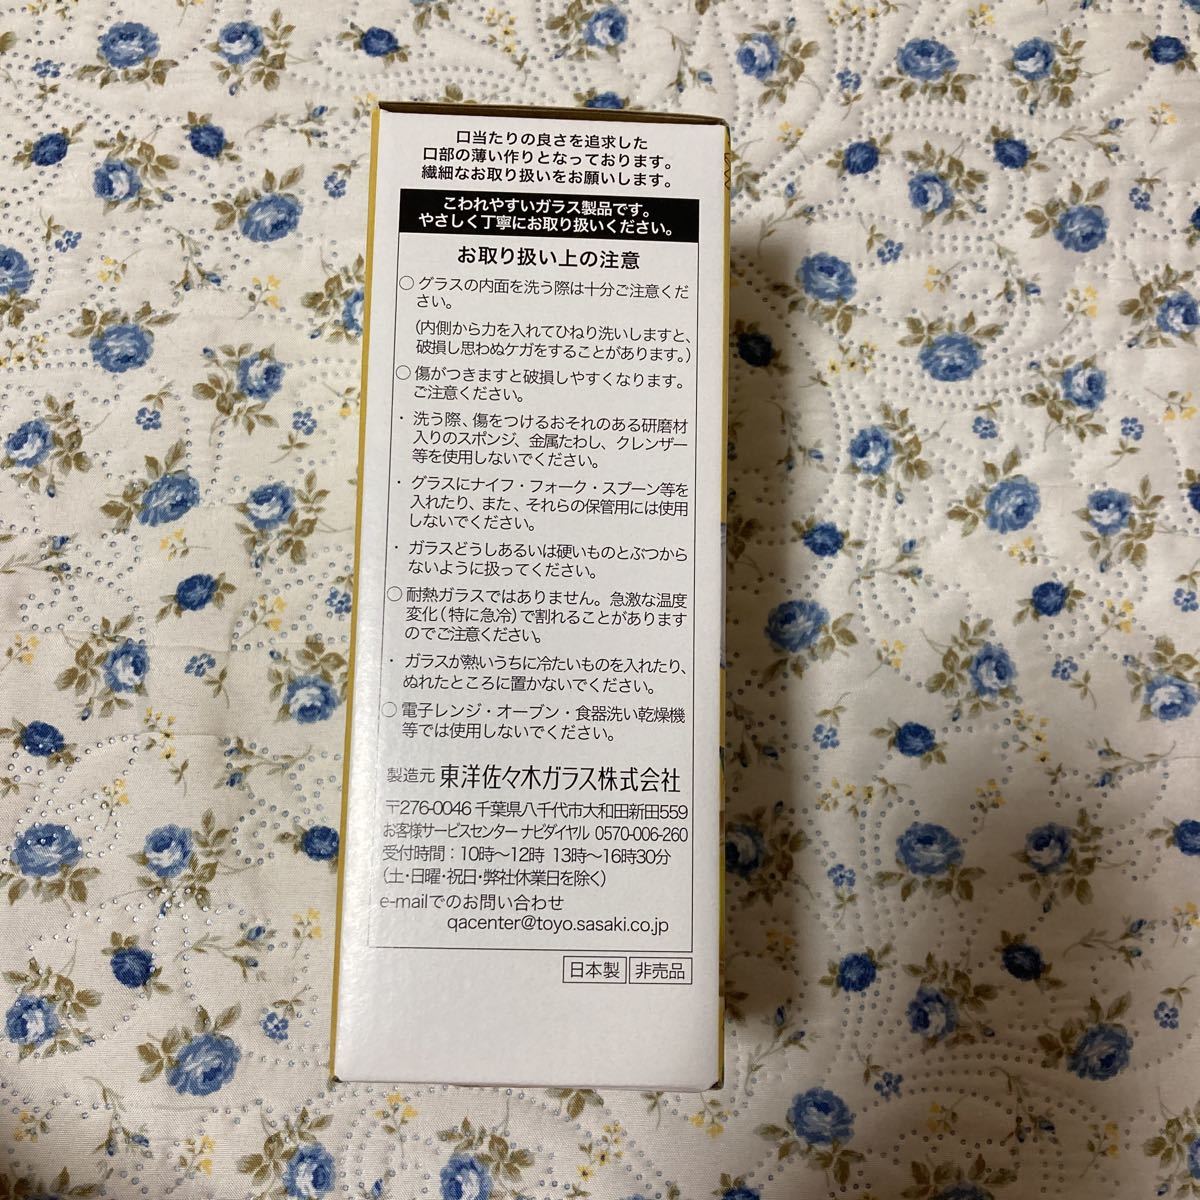 口当たりの良さを追求した
口部の薄い作りとなっております。
繊細なお取り扱いをお願いします。
こわれやすいガラス製品です。
やさしく丁寧にお取り扱いください。
お取り扱い上の注意
○ グラスの内面を洗う際は十分ご注意くだ
さい。
(内側から力を入れてひねり洗いしますと、
破損し思わぬケガをすることがあります。)
○ 傷がつきますと破損しやすくなります。
ご注意ください。
・ 洗う際、傷をつけるおそれのある研磨材
入りのスポンジ、金属たわし、クレンザー
等を使用しないでください。
・ グラスにナイフ・フォーク・スプーン等を
入れたり、また、それらの保管用には使用
しないでください。
・ ガラスどうしあるいは硬いものとぶつから
ないように扱ってください。
○ 耐熱ガラスではありません。急激な温度
変化(特に急冷)で割れることがあります
のでご注意ください。
・ ガラスが熱いうちに冷たいものを入れたり、
ぬれたところに置かないでください。
○ 電子レンジ・オーブン・食器洗い乾燥機
等では使用しないでください。
製造元 東洋佐々木ガラス株式会社
〒276-0046 千葉県八千代市大和田新田559
お客様サービスセンター ナビダイヤル 0570-006-260
受付時間：10時～12時 13時～16時30分
(土・日曜・祝日・弊社休業日を除く)
e-mailでのお問い合わせ
qacenter@toyo.sasaki.co.jp
日本製 非売品